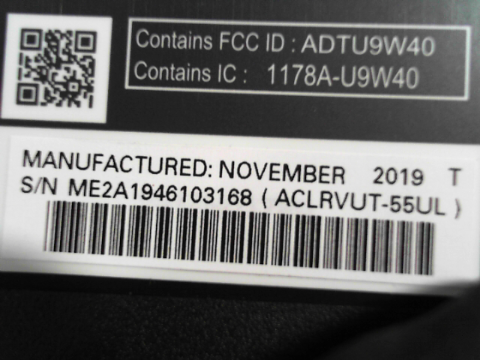 Contains FCC ID : ADTU9W40
Contains IC : 1178A-U9W40
MANUFACTURED: NOVEMBER 2019 T
S/N ME2A1946103168 ( ACLRVUT-55UL )